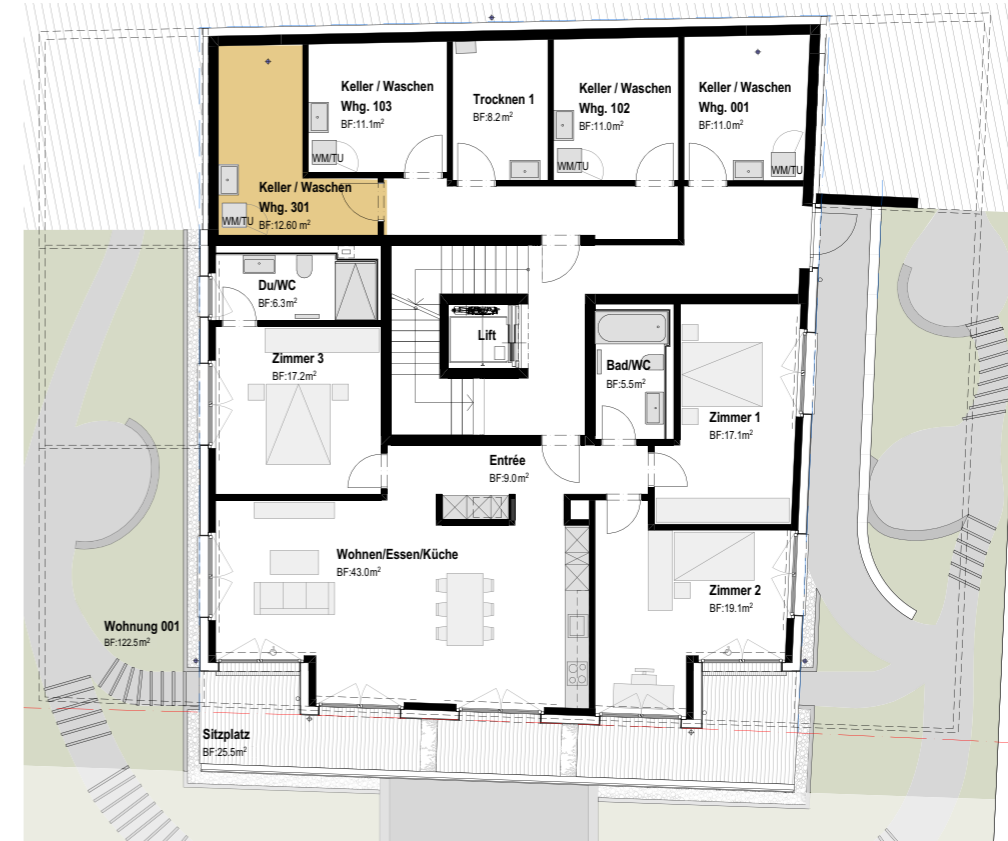 Keller / Waschen
Whg. 103
BF:11.1m²
WM/TU
Trocknen 1
BF:8.2m²
Keller / Waschen
Whg. 102
BF:11.0m²
WM/TU
Keller / Waschen
Whg. 001
BF:11.0m²
WM/TU
Keller / Waschen
Whg. 301
BF:12.60 m²
WM/TU
Du/WC
BF:6.3m²
Lift
Zimmer 3
BF:17.2m²
Bad/WC
BF:5.5m²
Zimmer 1
BF:17.1m²
Entrée
BF:9.0m²
Wohnen/Essen/Küche
BF:43.0m²
Zimmer 2
BF:19.1m²
Wohnung 001
BF:122.5m²
Sitzplatz
BF:25.5m²